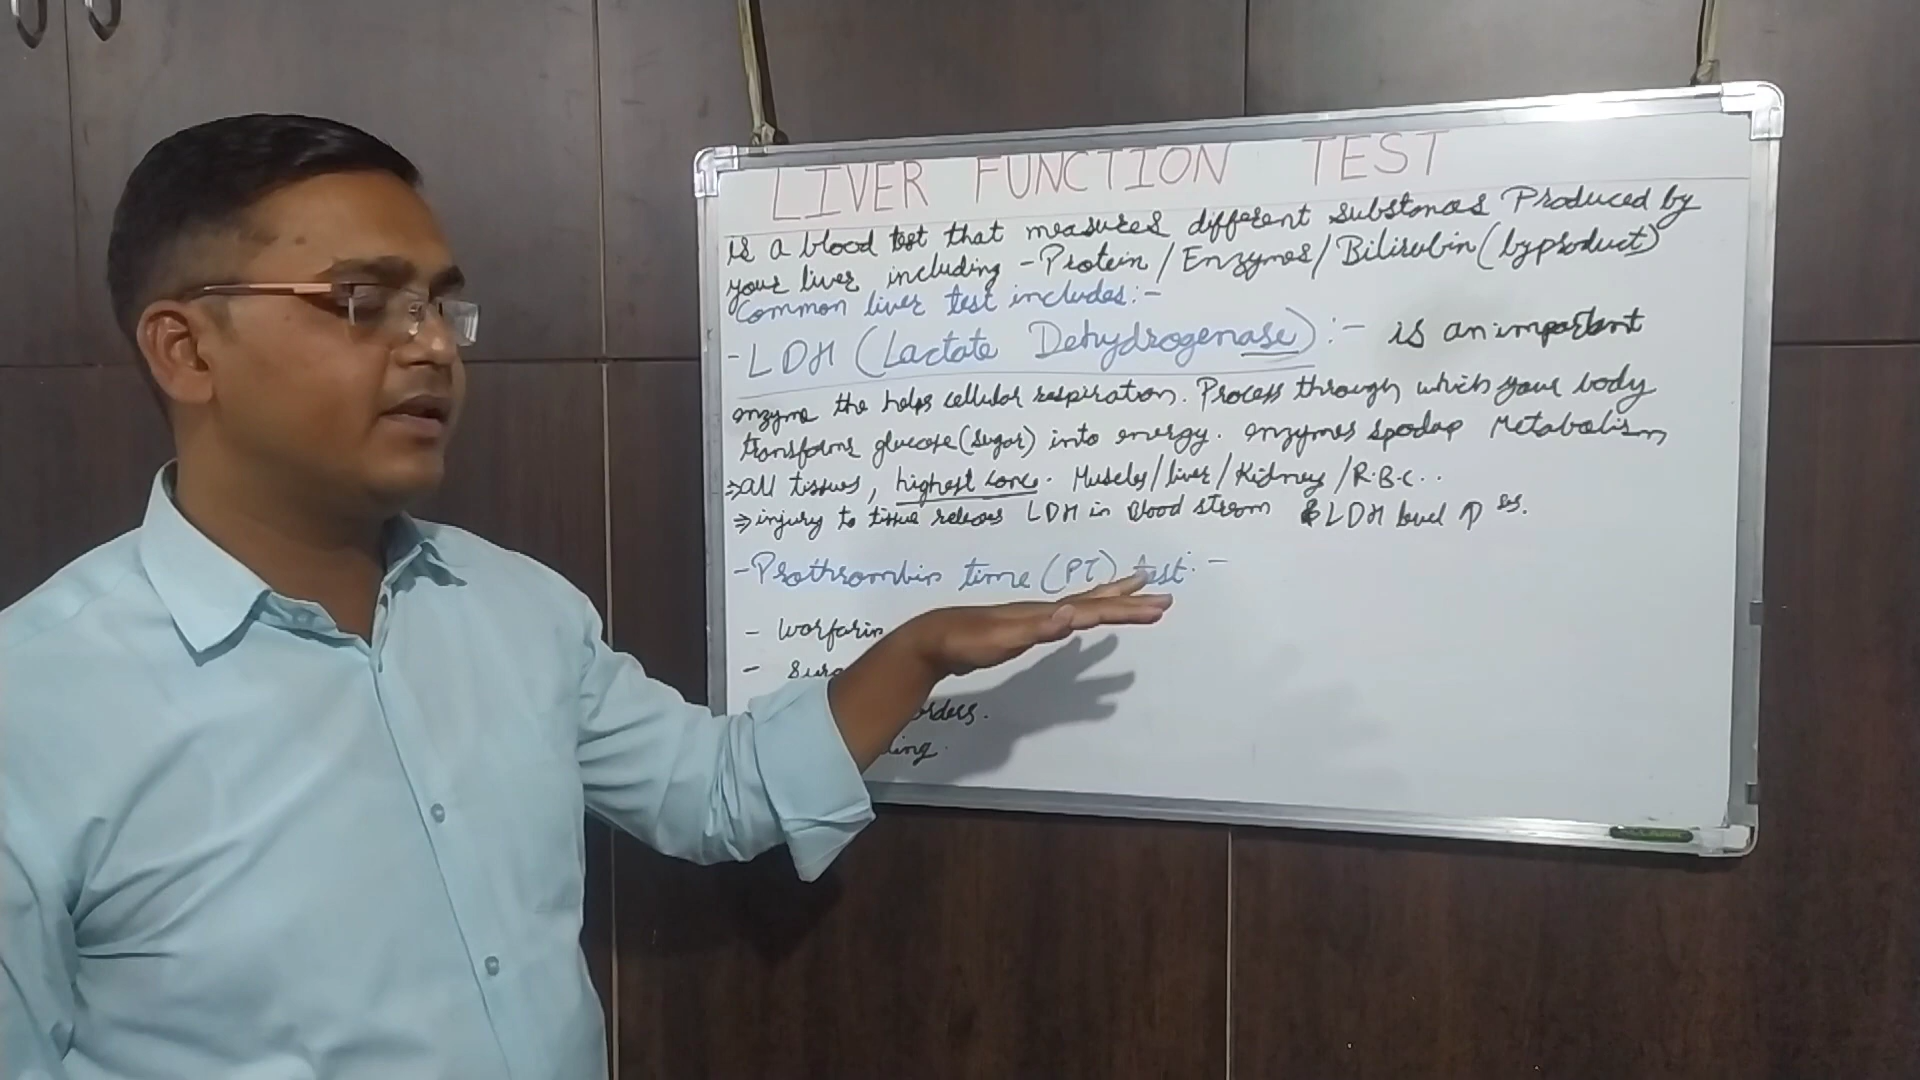 LIVER FUNCTION TEST
is a blood test that measures different substances Produced by
your liver including - Protein / Enzymes / Bilirubin (byproduct)
Common liver test includes:-
- LDH (Lactate Dehydrogenase) :- is an important
enzyme the helps cellular respiration. Process through which your body
transforms glucose (sugar) into energy. enzymes Metabolism
⇒ All tissues, highest conc. Muscles / liver / Kidney / R.B.C..
⇒ injury to tissue releases LDH in Blood stream & LDH level ↑ ses.
- Prothrombin time (PT) test:-
- Warfarin
-
orders.
ding.